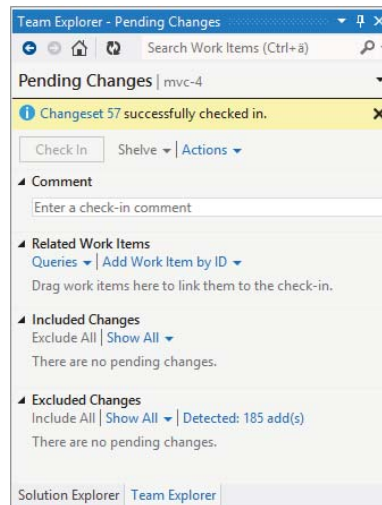 Team Explorer - Pending Changes
Search Work Items (Ctrl+ä)
Pending Changes | mvc-4
Changeset 57 successfully checked in.
Check In Shelve | Actions
Comment
Enter a check-in comment
Related Work Items
Queries | Add Work Item by ID
Drag work items here to link them to the check-in.
Included Changes
Exclude All | Show All
There are no pending changes.
Excluded Changes
Include All | Show All | Detected: 185 add(s)
There are no pending changes.
Solution Explorer Team Explorer